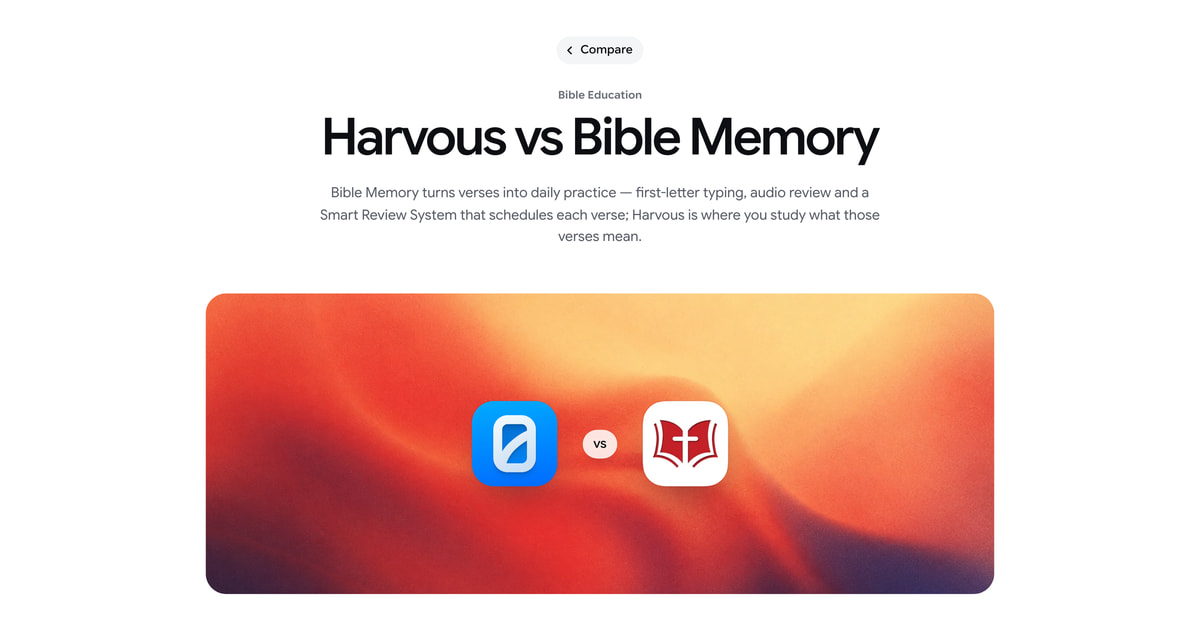 Compare
Bible Education
Harvous vs Bible Memory
Bible Memory turns verses into daily practice — first-letter typing, audio review and a
Smart Review System that schedules each verse; Harvous is where you study what those
verses mean.
vs